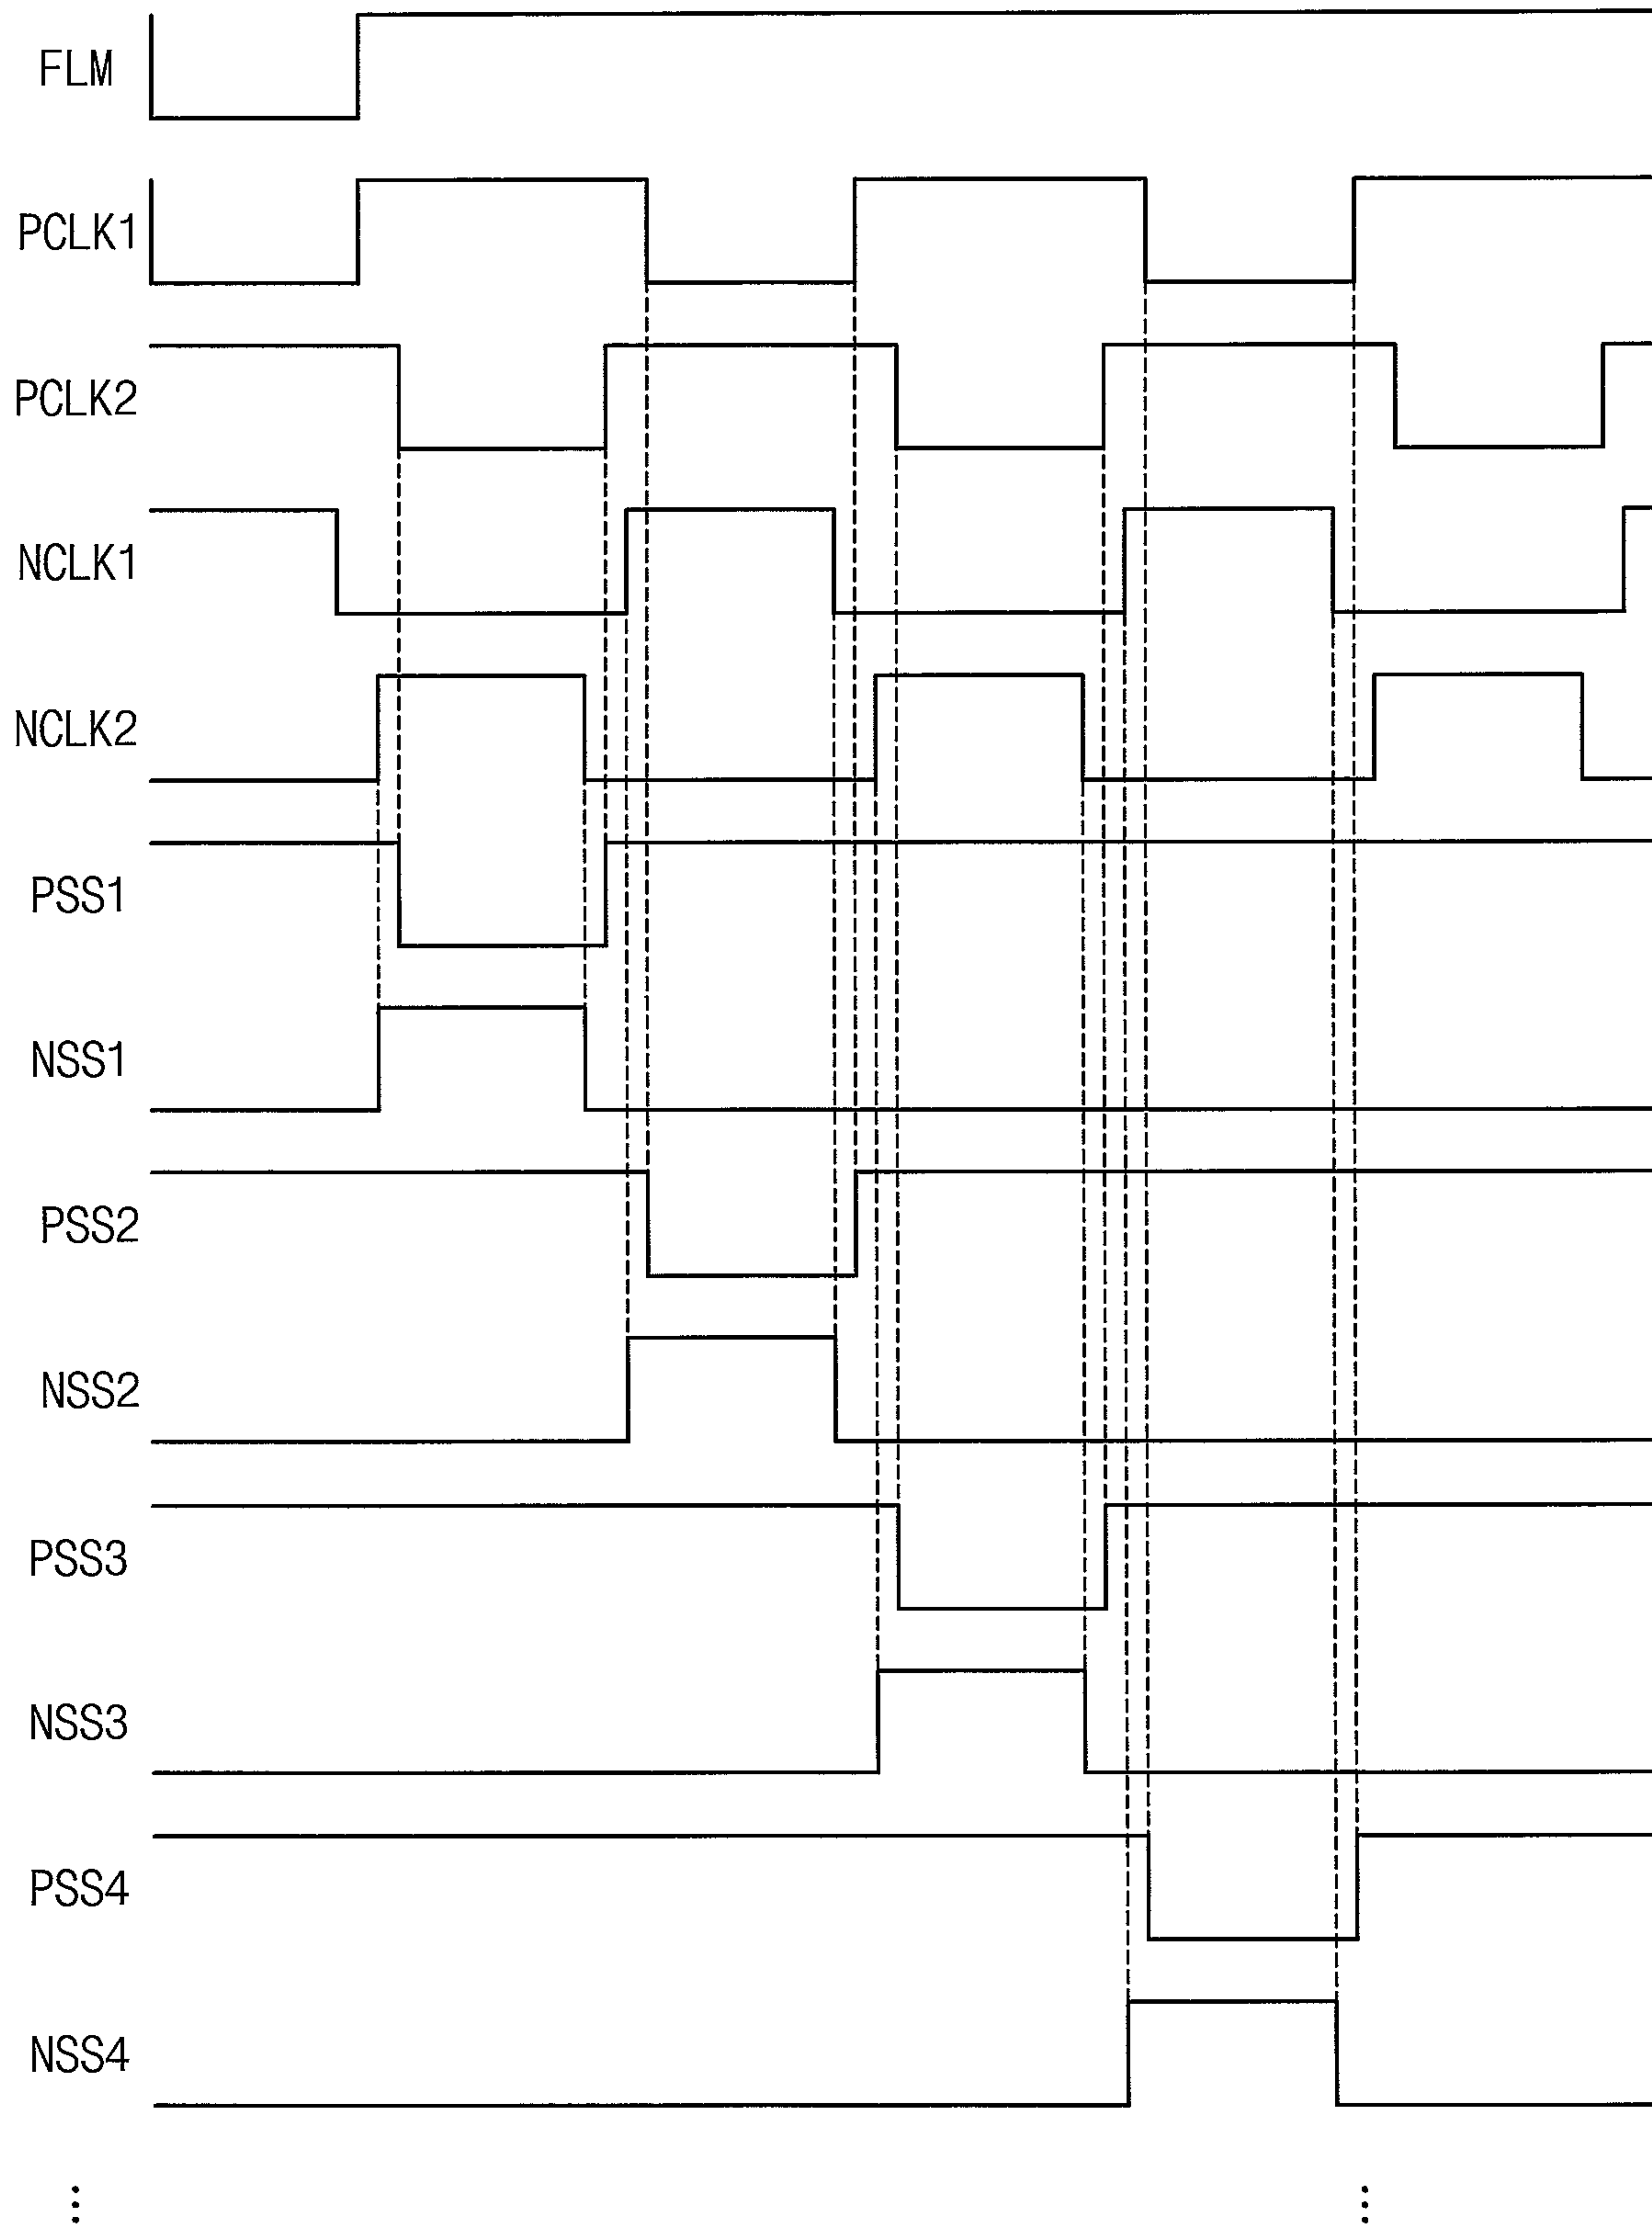 FLM
PCLK1
PCLK2
NCLK1
NCLK2
PSS1
NSS1
PSS2
NSS2
PSS3
NSS3
PSS4
NSS4
⋮ ⋮